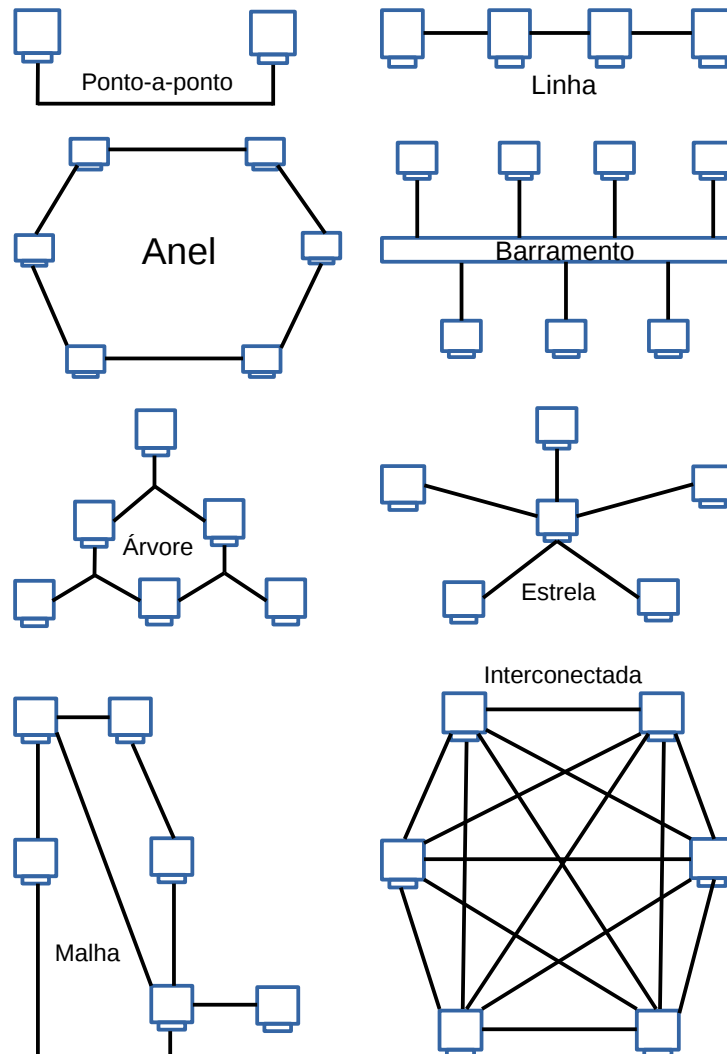 Ponto-a-ponto
Linha
Anel
Barramento
Árvore
Estrela
Interconectada
Malha